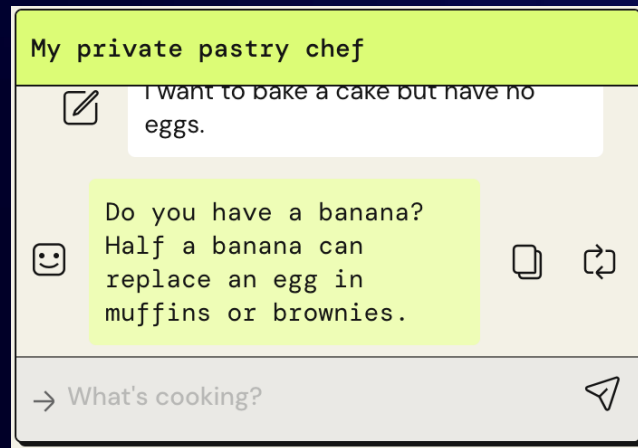 My private pastry chef
I want to bake a cake but have no
eggs.
Do you have a banana?
Half a banana can
replace an egg in
muffins or brownies.
What's cooking?